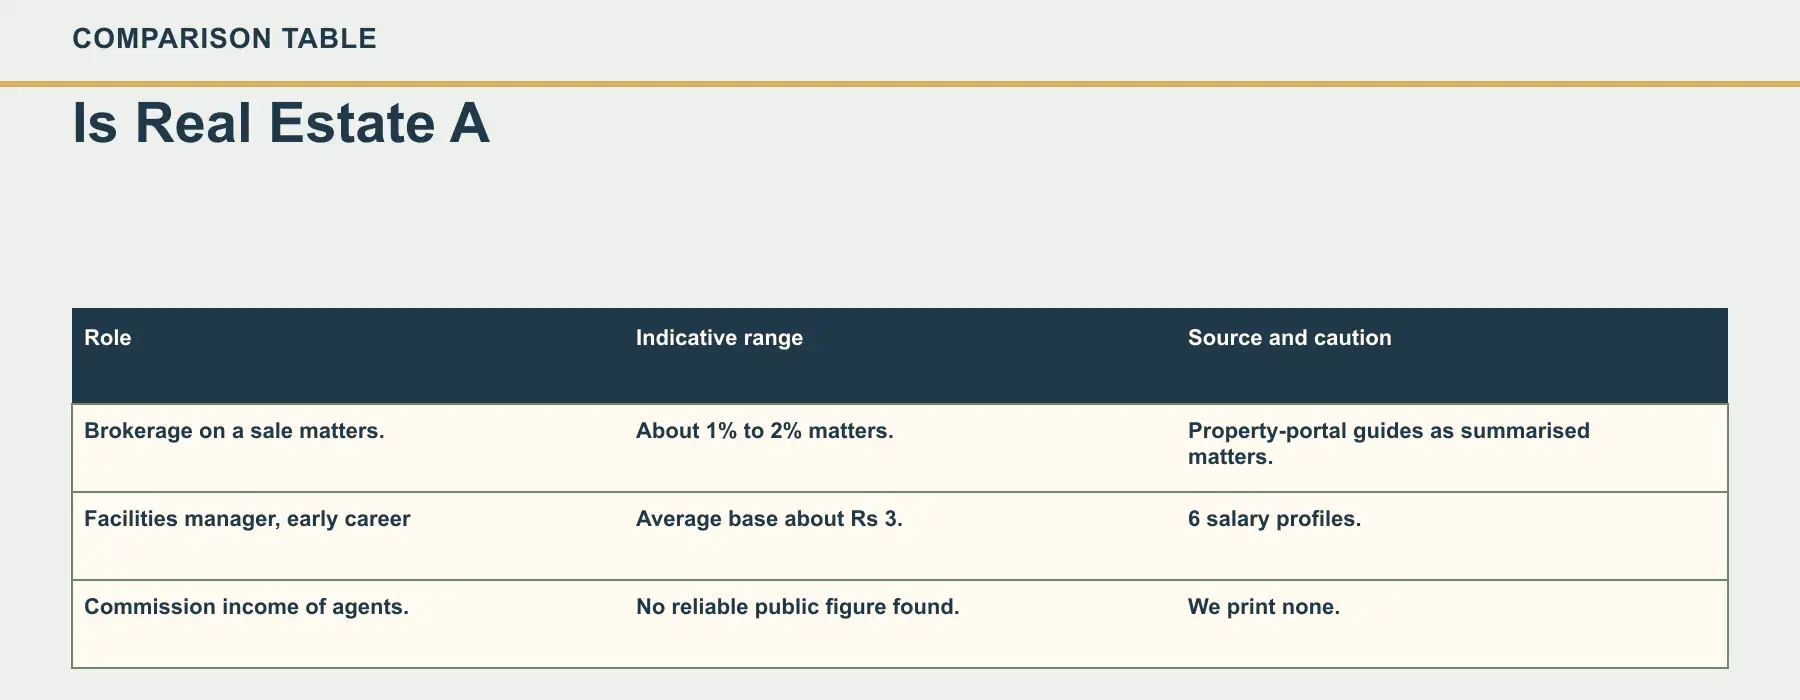 COMPARISON TABLE
Is Real Estate A
Role
Indicative range
Source and caution
Brokerage on a sale matters.
About 1% to 2% matters.
Property-portal guides as summarised
matters.
Facilities manager, early career
Average base about Rs 3.
6 salary profiles.
Commission income of agents.
No reliable public figure found.
We print none.